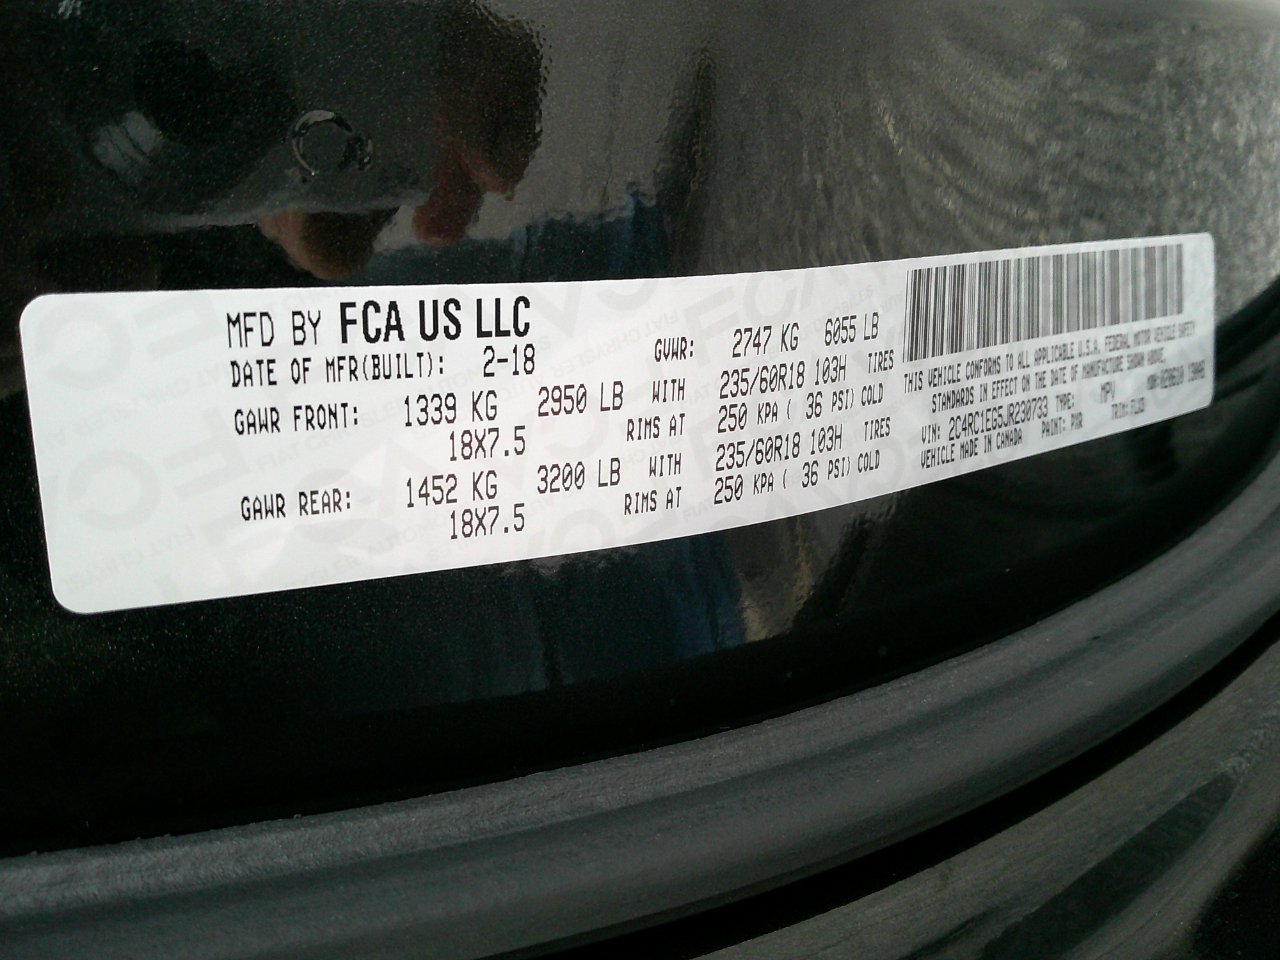 MFD BY FCA US LLC
DATE OF MFR(BUILT): 2-18 GVWR: 2747 KG 6055 LB
GAWR FRONT: 1339 KG 2950 LB WITH 235/60R18 103H TIRES
18X7.5 RIMS AT 250 KPA ( 36 PSI) COLD
GAWR REAR: 1452 KG 3200 LB WITH 235/60R18 103H TIRES
18X7.5 RIMS AT 250 KPA ( 36 PSI) COLD
THIS VEHICLE CONFORMS TO ALL APPLICABLE U.S.A. FEDERAL MOTOR VEHICLE SAFETY
STANDARDS IN EFFECT ON THE DATE OF MANUFACTURE SHOWN ABOVE.
VIN: 2C4RC1EG5JR230733 TYPE: MPV
VEHICLE MADE IN CANADA PAINT: PXR TRIM: